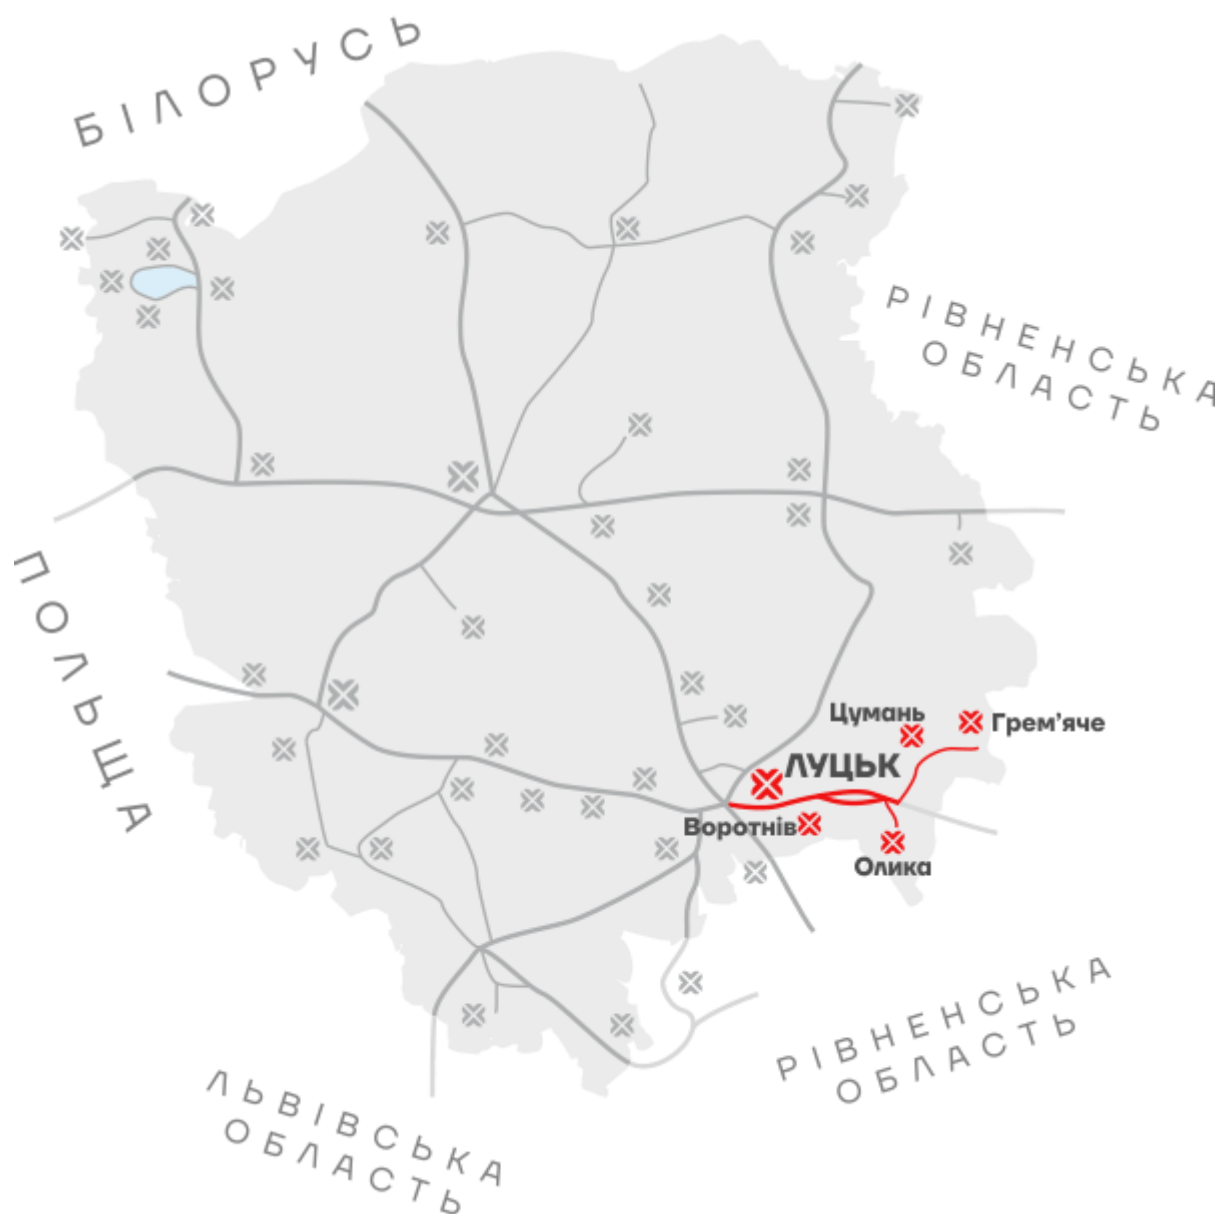 БІЛОРУСЬ
РІВНЕНСЬКА
ОБЛАСТЬ
ПОЛЬЩА
Цумань
Грем’яче
ЛУЦЬК
Воротнів
Олика
РІВНЕНСЬКА
ОБЛАСТЬ
ЛЬВІВСЬКА
ОБЛАСТЬ